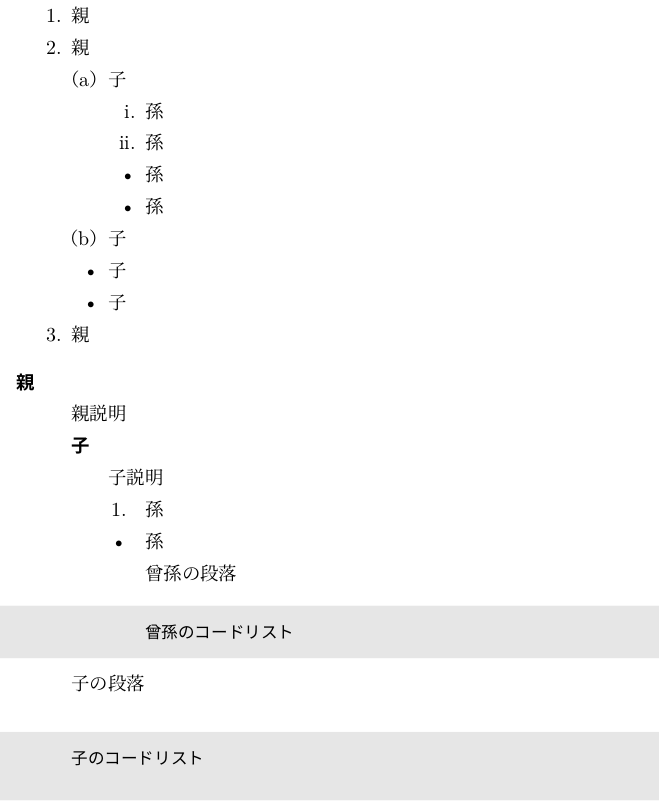 1. 親
2. 親
(a) 子
i. 孫
ii. 孫
• 孫
• 孫
(b) 子
• 子
• 子
3. 親
親
親説明
子
子説明
1. 孫
• 孫
曾孫の段落
曾孫のコードリスト
子の段落
子のコードリスト